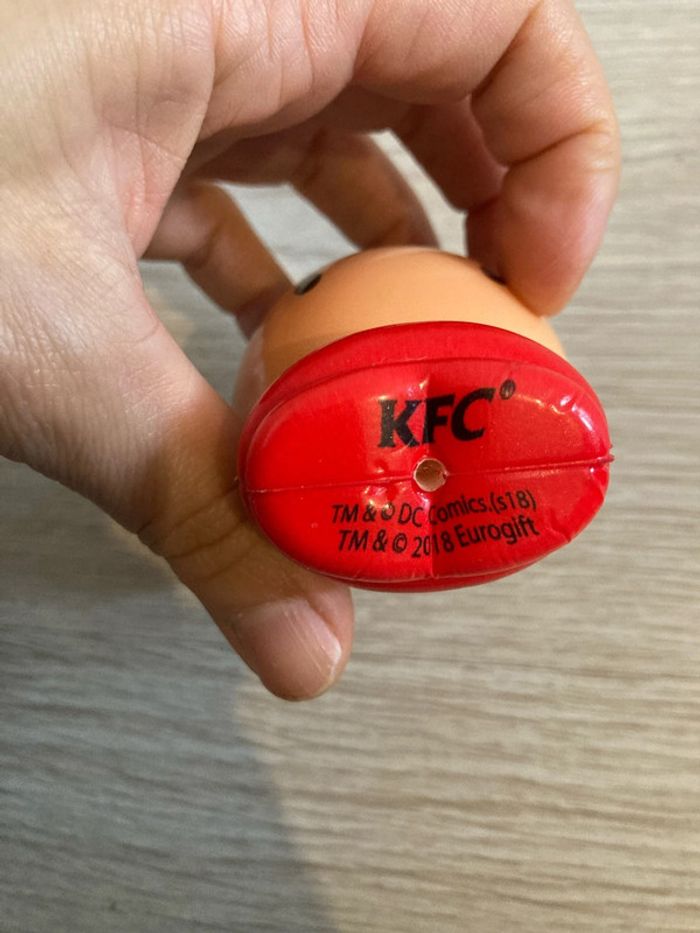 KFC®
TM & © DC Comics.(s18)
TM & © 2018 Eurogift